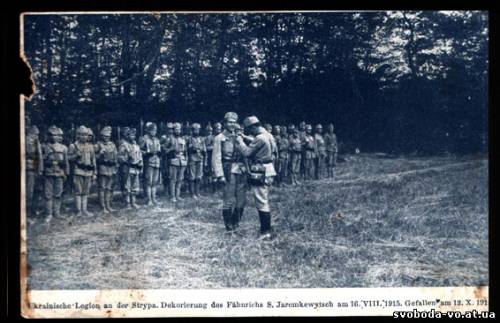 Ukrainische Legion an der Strypa. Dekorierung des Fähnrichs S. Jaremkewytsch am 16. VIII. 1915. Gefallen am 12. X. 191
svoboda-vo.at.ua